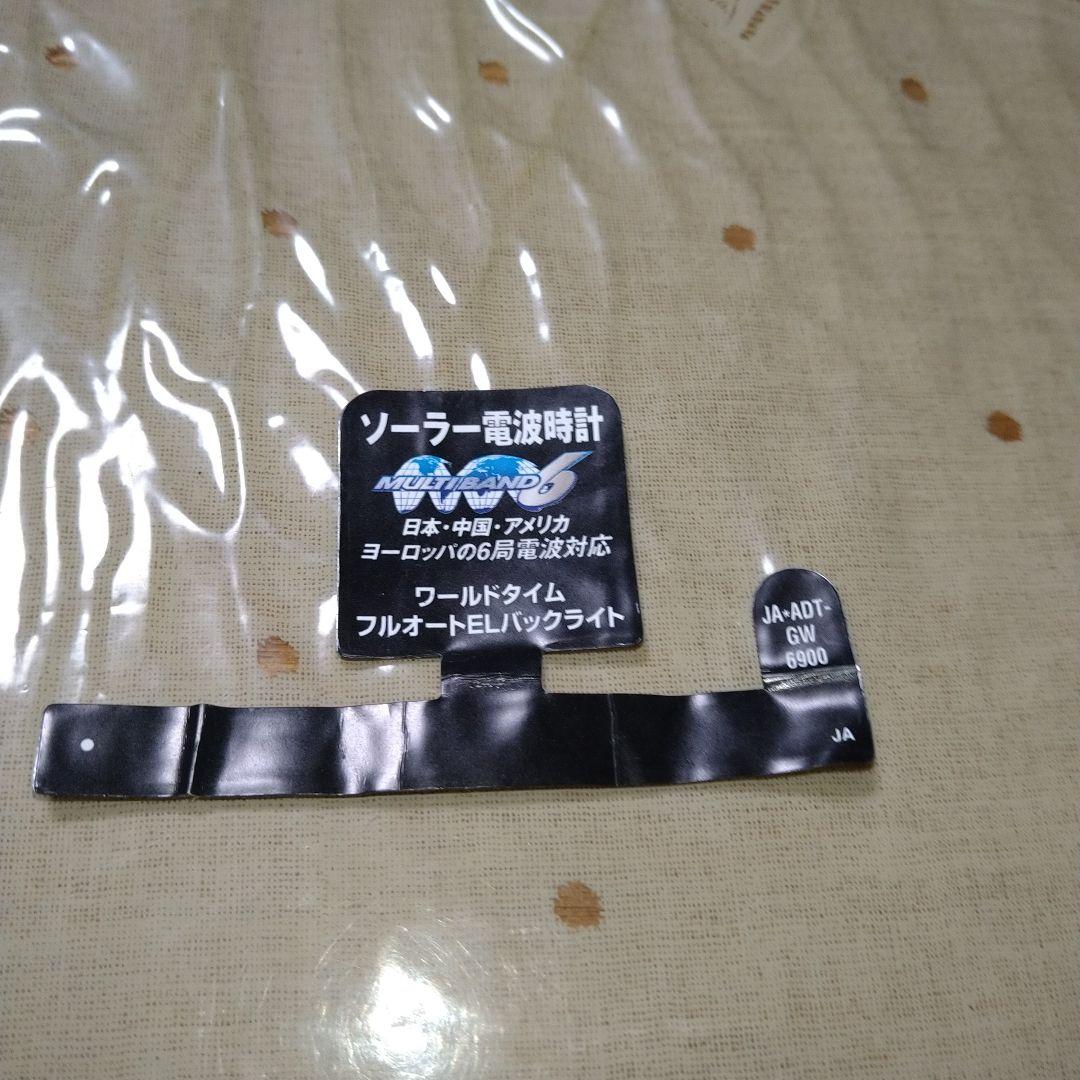 ソーラー電波時計
MULTIBAND 6
日本・中国・アメリカ
ヨーロッパの6局電波対応
ワールドタイム
フルオートELバックライト
JA*ADT-
GW
6900
JA